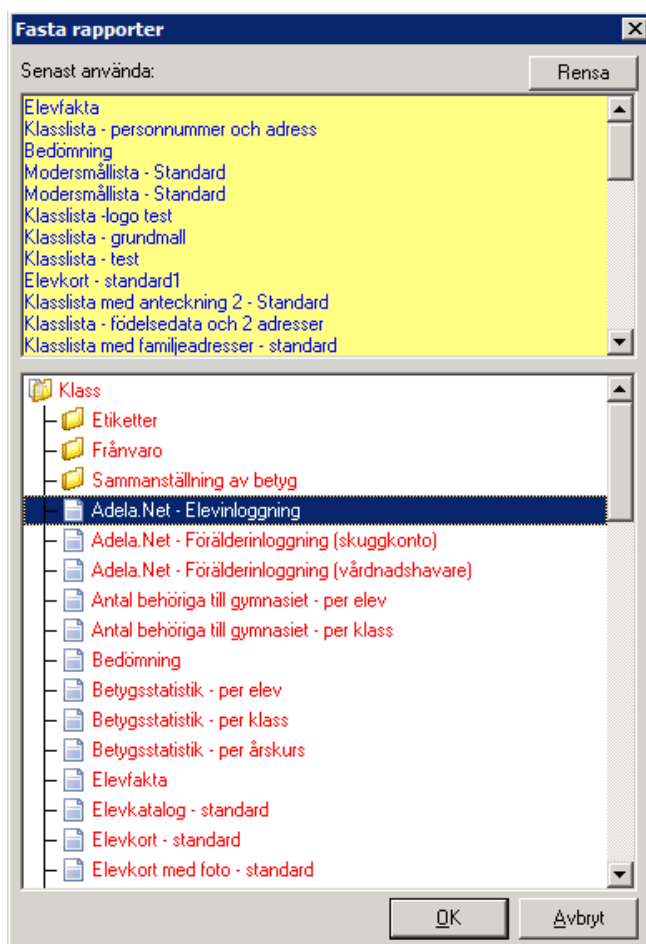 Fasta rapporter
Senast använda:
Rensa
Elevfakta
Klasslista - personnummer och adress
Bedömning
Modersmållista - Standard
Modersmållista - Standard
Klasslista -logo test
Klasslista - grundmall
Klasslista - test
Elevkort - standard1
Klasslista med anteckning 2 - Standard
Klasslista - födelsedata och 2 adresser
Klasslista med familjeadresser - standard
Klass
Etiketter
Frånvaro
Sammanställning av betyg
Adela.Net - Elevinloggning
Adela.Net - Förälderinloggning (skuggkonto)
Adela.Net - Förälderinloggning (vårdnadshavare)
Antal behöriga till gymnasiet - per elev
Antal behöriga till gymnasiet - per klass
Bedömning
Betygsstatistik - per elev
Betygsstatistik - per klass
Betygsstatistik - per årskurs
Elevfakta
Elevkatalog - standard
Elevkort - standard
Elevkort med foto - standard
OK
Avbryt